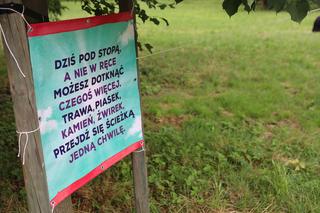 DZIŚ POD STOPĄ,
A NIE W RĘCE
MOŻESZ DOTKNĄĆ
CZEGOŚ WIĘCEJ.
TRAWA, PIASEK,
KAMIEŃ, ŻWIREK,
PRZEJDŹ SIĘ ŚCIEŻKĄ
JEDNĄ CHWILĘ.